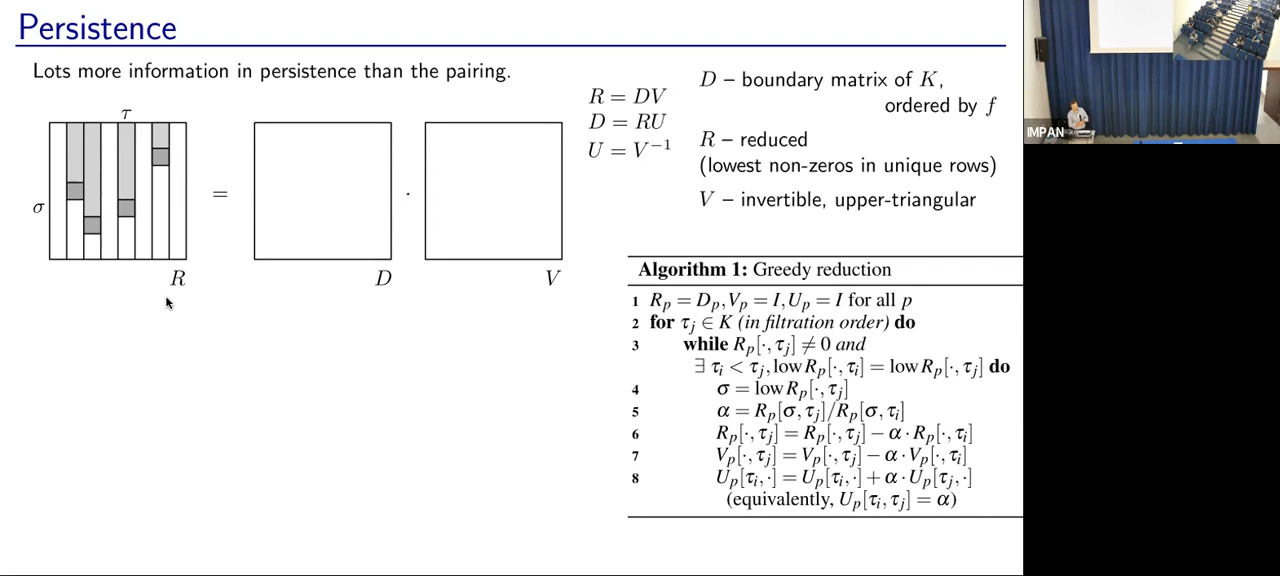 Persistence
Lots more information in persistence than the pairing.
τ
σ
R
=
D
·
V
R = DV
D = RU
U = V⁻¹
D – boundary matrix of K,
ordered by f
R – reduced
(lowest non-zeros in unique rows)
V – invertible, upper-triangular
Algorithm 1: Greedy reduction
1 R_p = D_p, V_p = I, U_p = I for all p
2 for τ_j ∈ K (in filtration order) do
3 while R_p[·, τ_j] ≠ 0 and
∃ τ_i < τ_j, low R_p[·, τ_i] = low R_p[·, τ_j] do
4 σ = low R_p[·, τ_j]
5 α = R_p[σ, τ_j]/R_p[σ, τ_i]
6 R_p[·, τ_j] = R_p[·, τ_j] − α · R_p[·, τ_i]
7 V_p[·, τ_j] = V_p[·, τ_j] − α · V_p[·, τ_i]
8 U_p[τ_i, ·] = U_p[τ_i, ·] + α · U_p[τ_j, ·]
(equivalently, U_p[τ_i, τ_j] = α)
IMPAN